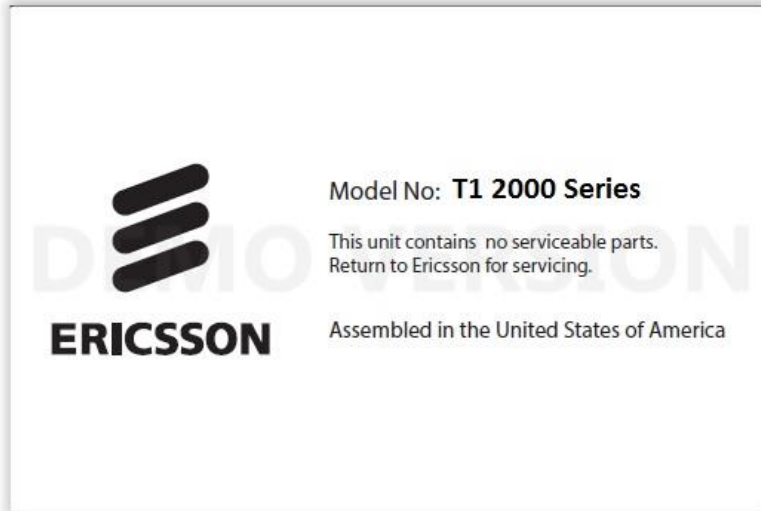 DEMO VERSION
Model No: T1 2000 Series
This unit contains no serviceable parts.
Return to Ericsson for servicing.
ERICSSON
Assembled in the United States of America